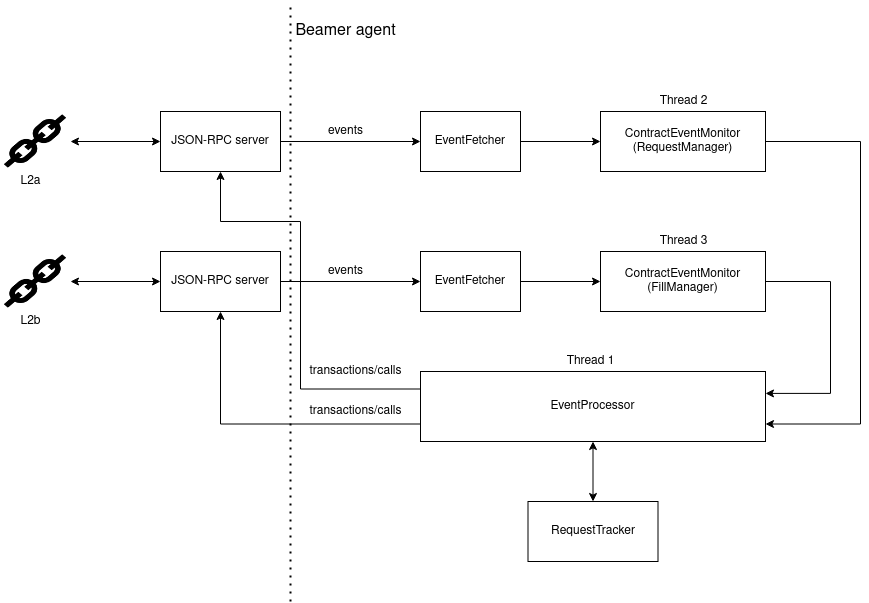 Beamer agent
Thread 2
JSON-RPC server
events
EventFetcher
ContractEventMonitor
(RequestManager)
L2a
Thread 3
JSON-RPC server
events
EventFetcher
ContractEventMonitor
(FillManager)
L2b
Thread 1
transactions/calls
EventProcessor
transactions/calls
RequestTracker